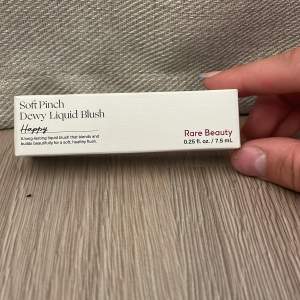 Soft Pinch
Dewy Liquid Blush
Happy
A long-lasting liquid blush that blends and
builds beautifully for a soft, healthy flush.
Rare Beauty
0.25 fl. oz. / 7.5 mL